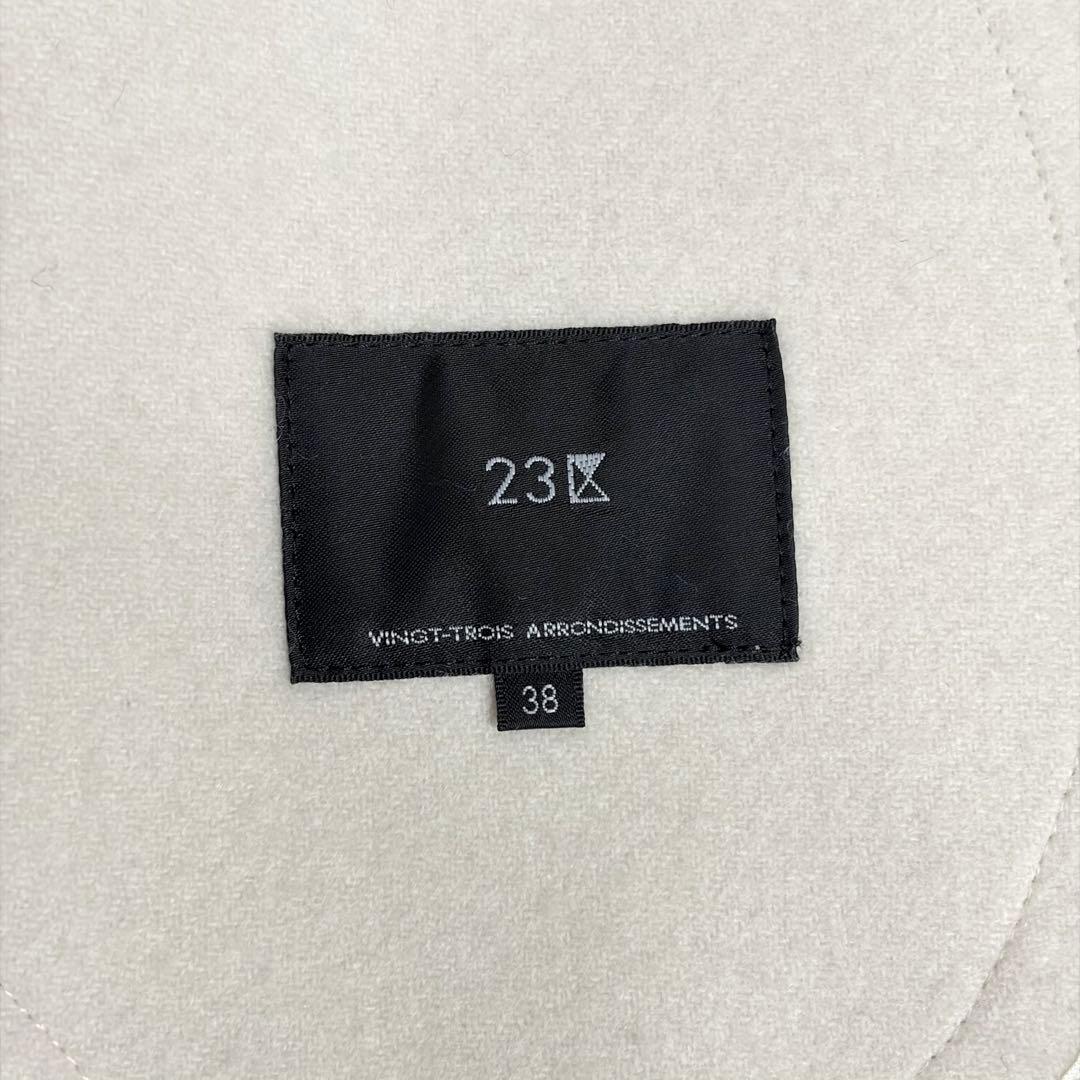 23区
VINGT-TROIS ARRONDISSEMENTS
38